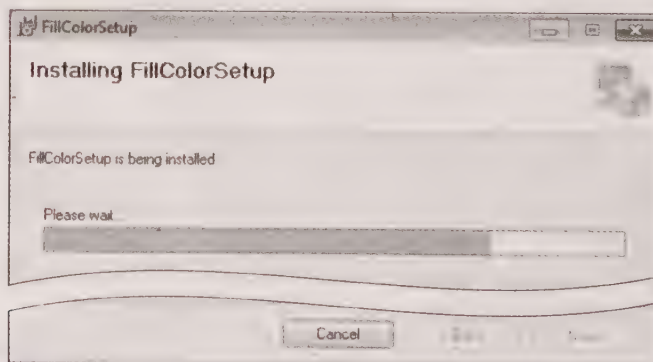 FillColorSetup
Installing FillColorSetup
FillColorSetup is being installed
Please wait...
Cancel